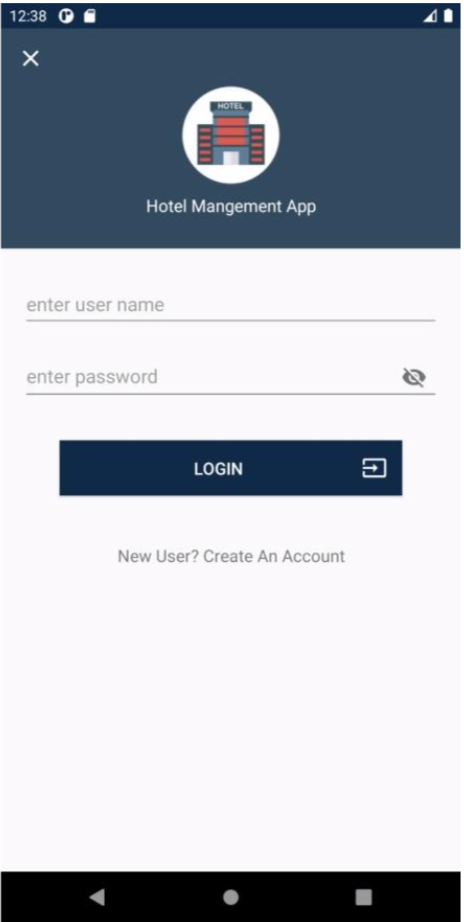 12:38
HOTEL
Hotel Mangement App
enter user name
enter password
LOGIN
New User? Create An Account